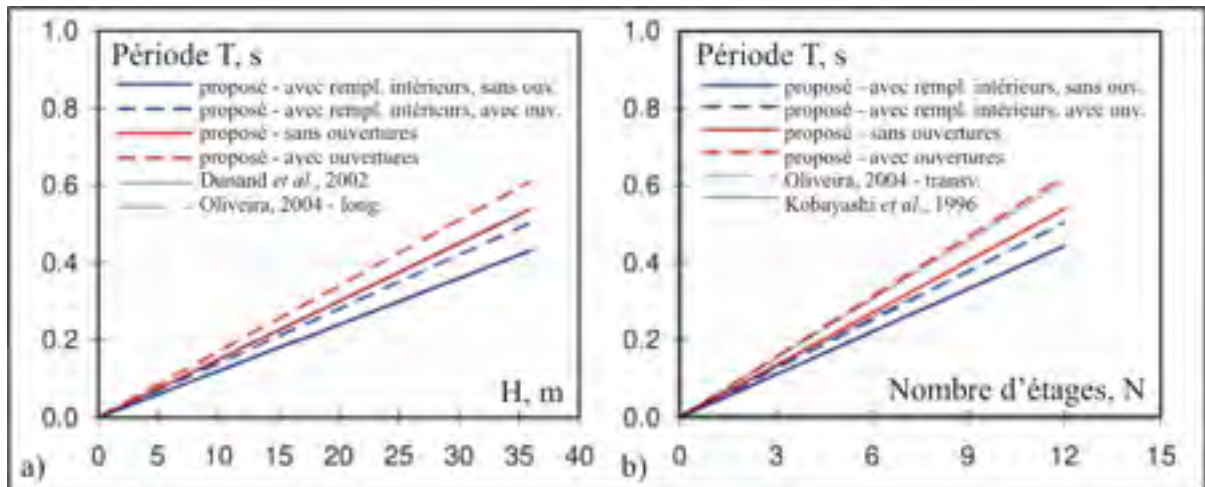 1.0
0.8
0.6
0.4
0.2
0.0
Période T, s
proposé - avec rempl. intérieurs, sans ouv.
proposé - avec rempl. intérieurs, avec ouv.
proposé - sans ouvertures
proposé - avec ouvertures
Dunand et al., 2002
Oliveira, 2004 - long.
H, m
a)
0 5 10 15 20 25 30 35 40
1.0
0.8
0.6
0.4
0.2
0.0
Période T, s
proposé - avec rempl. intérieurs, sans ouv.
proposé - avec rempl. intérieurs. avec ouv.
proposé - sans ouvertures
proposé - avec ouvertures
Oliveira, 2004 - transv.
Kobayashi et al., 1996
Nombre d'étages, N
b)
0 3 6 9 12 15